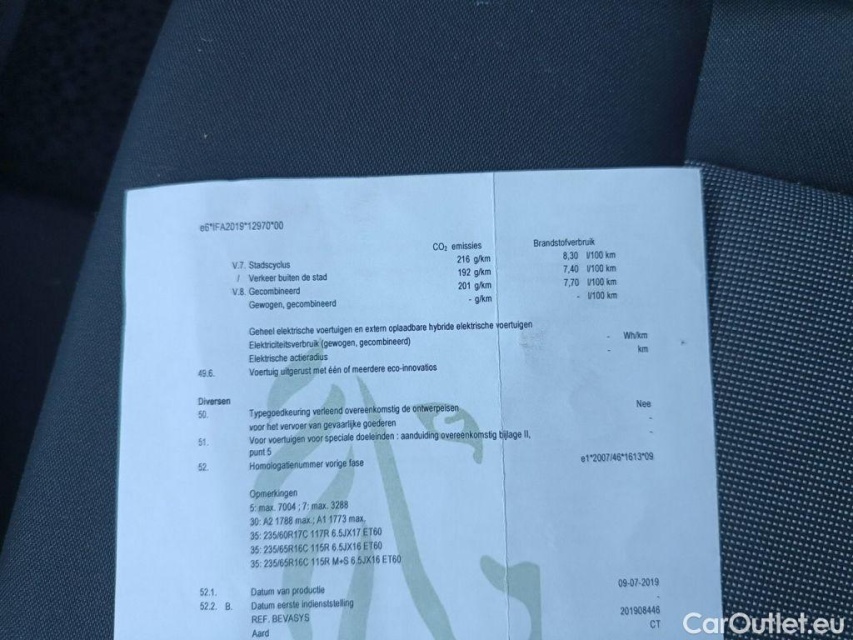 e6*IFA2019*12970*00
CO2 emissies Brandstofverbruik
V.7. Stadscyclus 216 g/km 8,30 l/100 km
/ Verkeer buiten de stad 192 g/km 7,40 l/100 km
V.8. Gecombineerd 201 g/km 7,70 l/100 km
Gewogen, gecombineerd - g/km - l/100 km
Geheel elektrische voertuigen en extern oplaadbare hybride elektrische voertuigen
Elektriciteitsverbruik (gewogen, gecombineerd) - Wh/km
Elektrische actieradius - km
49.6. Voertuig uitgerust met één of meerdere eco-innovatios
Diversen
50. Typegoedkeuring verleend overeenkomstig de ontwerpeisen Nee
voor het vervoer van gevaarlijke goederen -
51. Voor voertuigen voor speciale doeleinden : aanduiding overeenkomstig bijlage II, -
punt 5
52. Homologatienummer vorige fase e1*2007/46*1613*09
Opmerkingen
5: max. 7004 ; 7: max. 3288
30: A2 1788 max.; A1 1773 max.
35: 235/60R17C 117R 6.5JX17 ET60
35: 235/65R16C 115R 6.5JX16 ET60
35: 235/65R16C 115R M+S 6.5JX16 ET60
52.1. Datum van productie 09-07-2019
52.2. B. Datum eerste indienststelling -
REF. BEVASYS 201908446
Aard CT
CarOutlet.eu